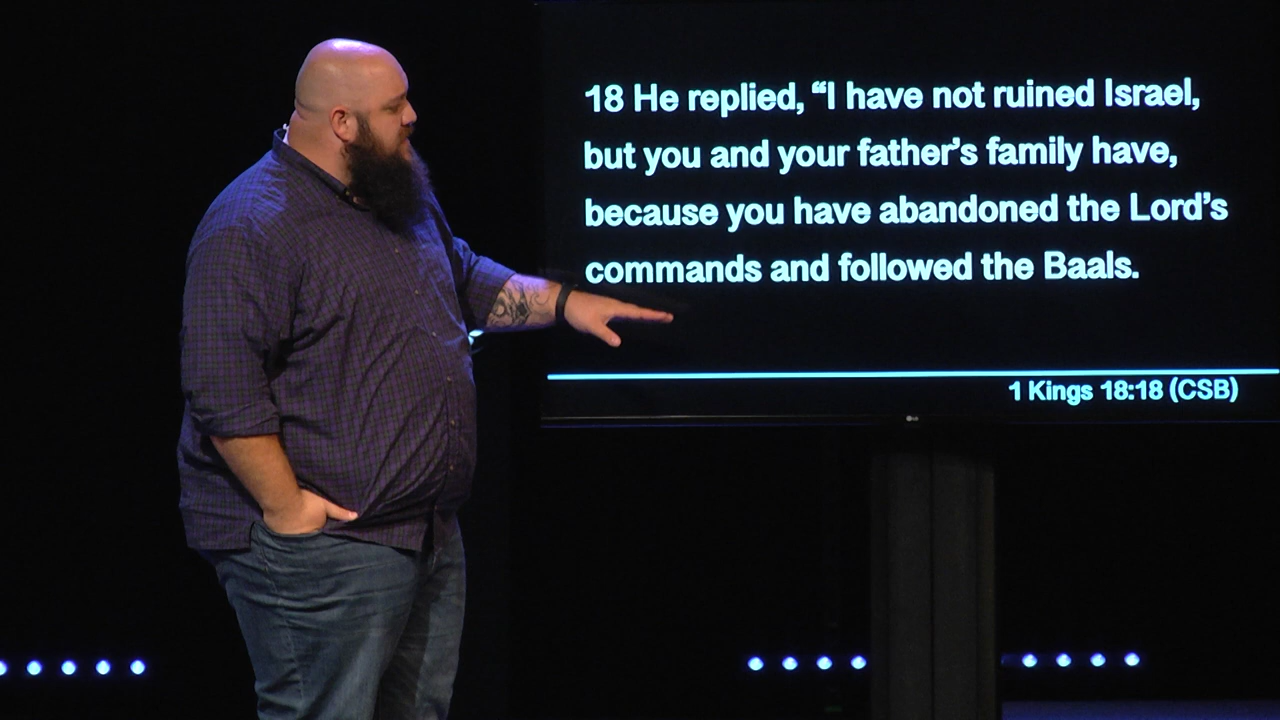 18 He replied, “I have not ruined Israel,
but you and your father’s family have,
because you have abandoned the Lord’s
commands and followed the Baals.
1 Kings 18:18 (CSB)
LG